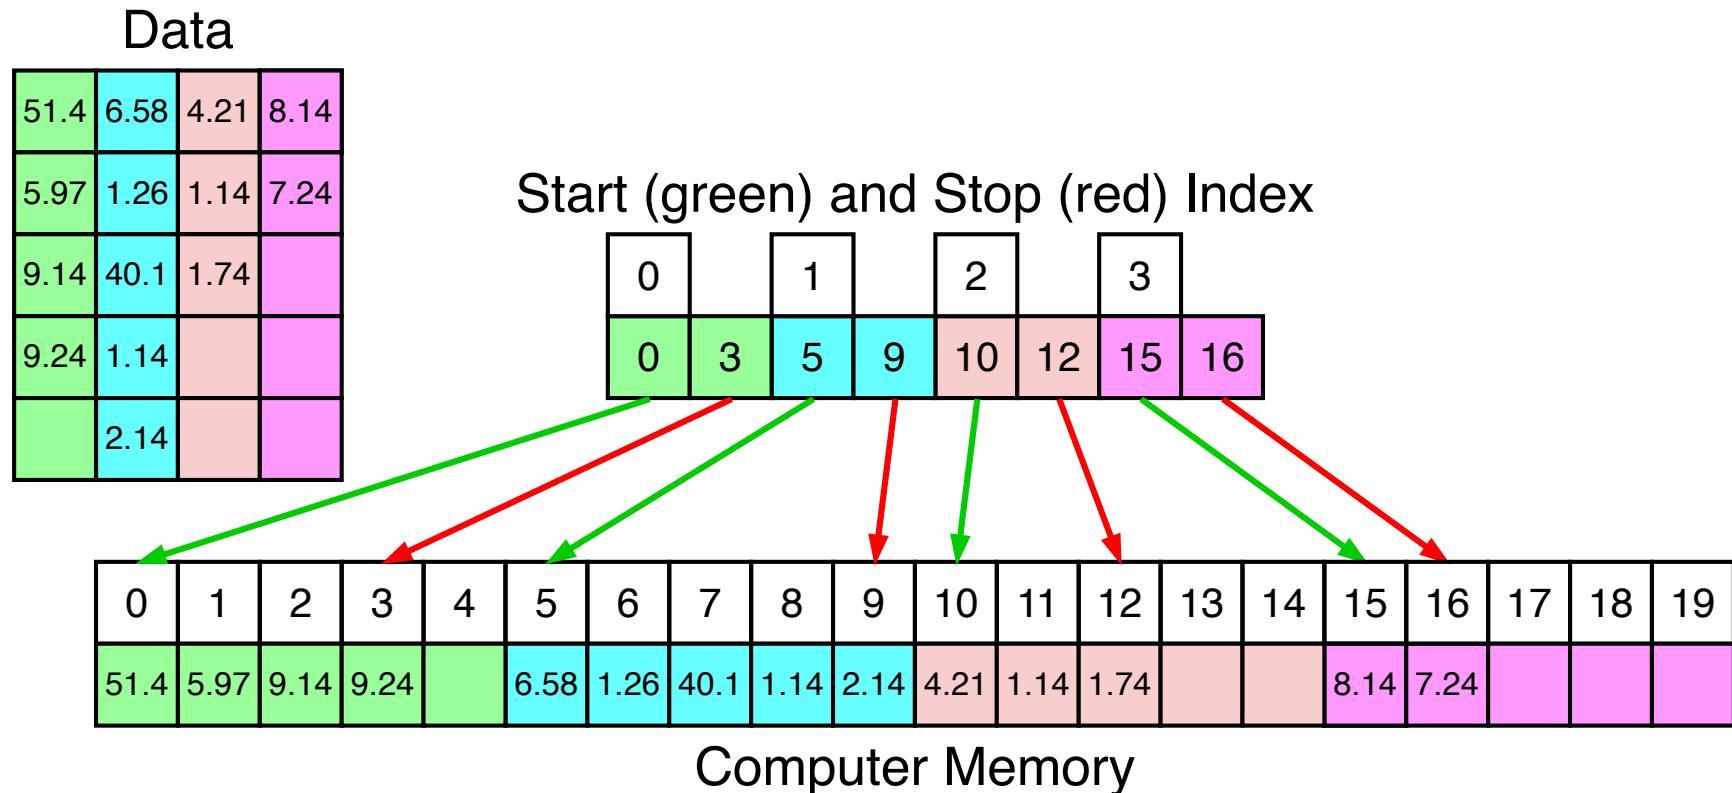 Data
51.4 6.58 4.21 8.14
5.97 1.26 1.14 7.24
9.14 40.1 1.74
9.24 1.14
2.14
Start (green) and Stop (red) Index
0 1 2 3
0 3 5 9 10 12 15 16
0 1 2 3 4 5 6 7 8 9 10 11 12 13 14 15 16 17 18 19
51.4 5.97 9.14 9.24 6.58 1.26 40.1 1.14 2.14 4.21 1.14 1.74 8.14 7.24
Computer Memory